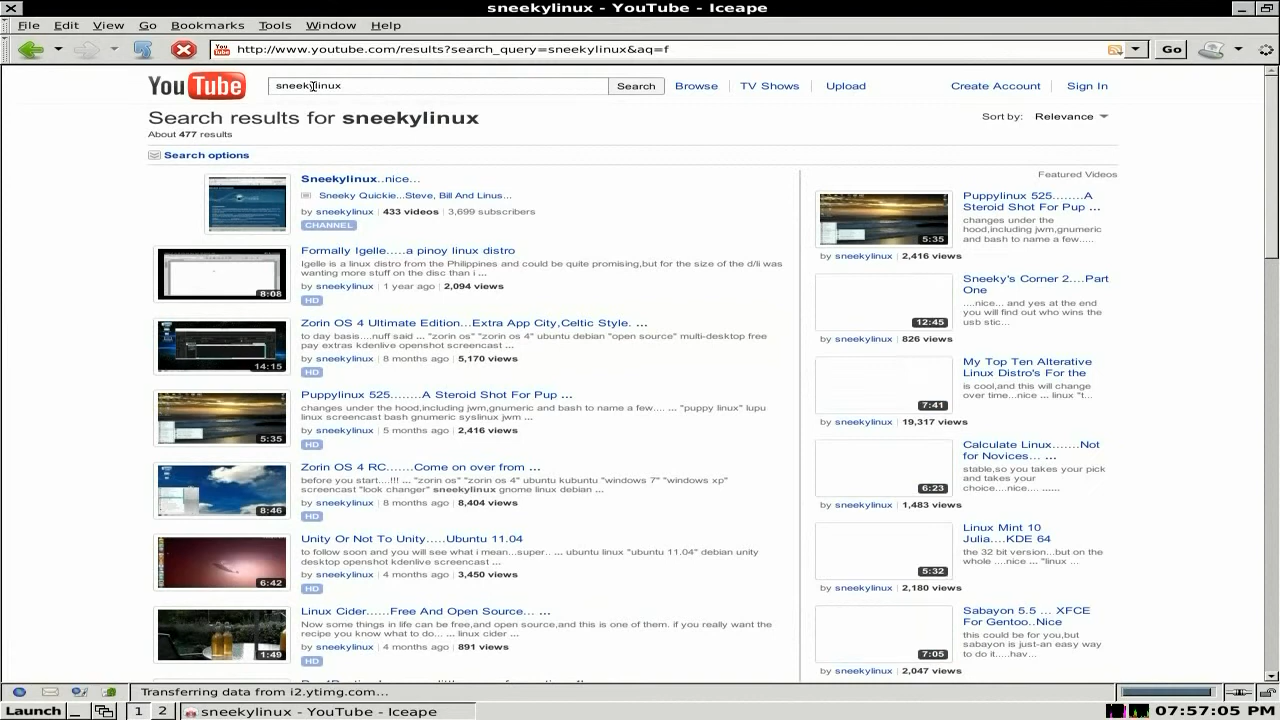 sneekylinux - YouTube - Iceape
File Edit View Go Bookmarks Tools Window Help
http://www.youtube.com/results?search_query=sneekylinux&aq=f
Go
YouTube
sneekylinux
Search
Browse
TV Shows
Upload
Create Account
Sign In
Search results for sneekylinux
About 477 results
Sort by: Relevance
Search options
Sneekylinux..nice...
Sneeky Quickie...Steve, Bill And Linus...
by sneekylinux 433 videos 3,699 subscribers
CHANNEL
Formally Igelle.....a pinoy linux distro
Igelle is a linux distro from the Philippines and could be quite promising,but for the size of the d/li was
wanting more stuff on the disc than i ...
8:08
by sneekylinux 1 year ago 2,094 views
HD
Zorin OS 4 Ultimate Edition...Extra App City,Celtic Style. ...
to day basis....nuff said ... "zorin os" "zorin os 4" ubuntu debian "open source" multi-desktop free
pay extras kdenlive openshot screencast ...
14:15
by sneekylinux 8 months ago 5,170 views
HD
Puppylinux 525.......A Steroid Shot For Pup ...
changes under the hood,including jwm,gnumeric and bash to name a few.... ... "puppy linux" lupu
linux screencast bash gnumeric syslinux jwm ...
5:35
by sneekylinux 5 months ago 2,416 views
HD
Zorin OS 4 RC.......Come on over from ...
before you start....!!! ... "zorin os" "zorin os 4" ubuntu kubuntu "windows 7" "windows xp"
screencast "look changer" sneekylinux gnome linux debian ...
8:46
by sneekylinux 8 months ago 8,404 views
HD
Unity Or Not To Unity.....Ubuntu 11.04
to follow soon and you will see what i mean...super.. .. ubuntu linux "ubuntu 11.04" debian unity
desktop openshot kdenlive screencast ...
6:42
by sneekylinux 4 months ago 3,450 views
HD
Linux Cider......Free And Open Source... ...
Now some things in life can be free,and open source,and this is one of them. if you really want the
recipe you know what to do... ... linux cider ...
1:49
by sneekylinux 4 months ago 891 views
HD
Featured Videos
Puppylinux 525.......A
Steroid Shot For Pup ...
changes under the
hood,including jwm,gnumeric
and bash to name a few....
5:35
by sneekylinux 2,416 views
Sneeky's Corner 2....Part
One
....nice... and yes at the end
you will find out who wins the
usb stic...
12:45
by sneekylinux 826 views
My Top Ten Alterative
Linux Distro's For the
is cool,and this will change
over time...nice ... linux "t...
7:41
by sneekylinux 19,317 views
Calculate Linux.......Not
for Novices... ...
stable,so you takes your pick
and takes your
choice....nice.... ......
6:23
by sneekylinux 1,483 views
Linux Mint 10
Julia....KDE 64
the 32 bit version...but on the
whole ....nice ... "linux ...
5:32
by sneekylinux 2,180 views
Sabayon 5.5 ... XFCE
For Gentoo..Nice
this could be for you,but
sabayon is just-an easy way
to do it.....hav...
7:05
by sneekylinux 2,047 views
Transferring data from i2.ytimg.com...
Launch
1
2
sneekylinux - YouTube - Iceape
07:57:05 PM